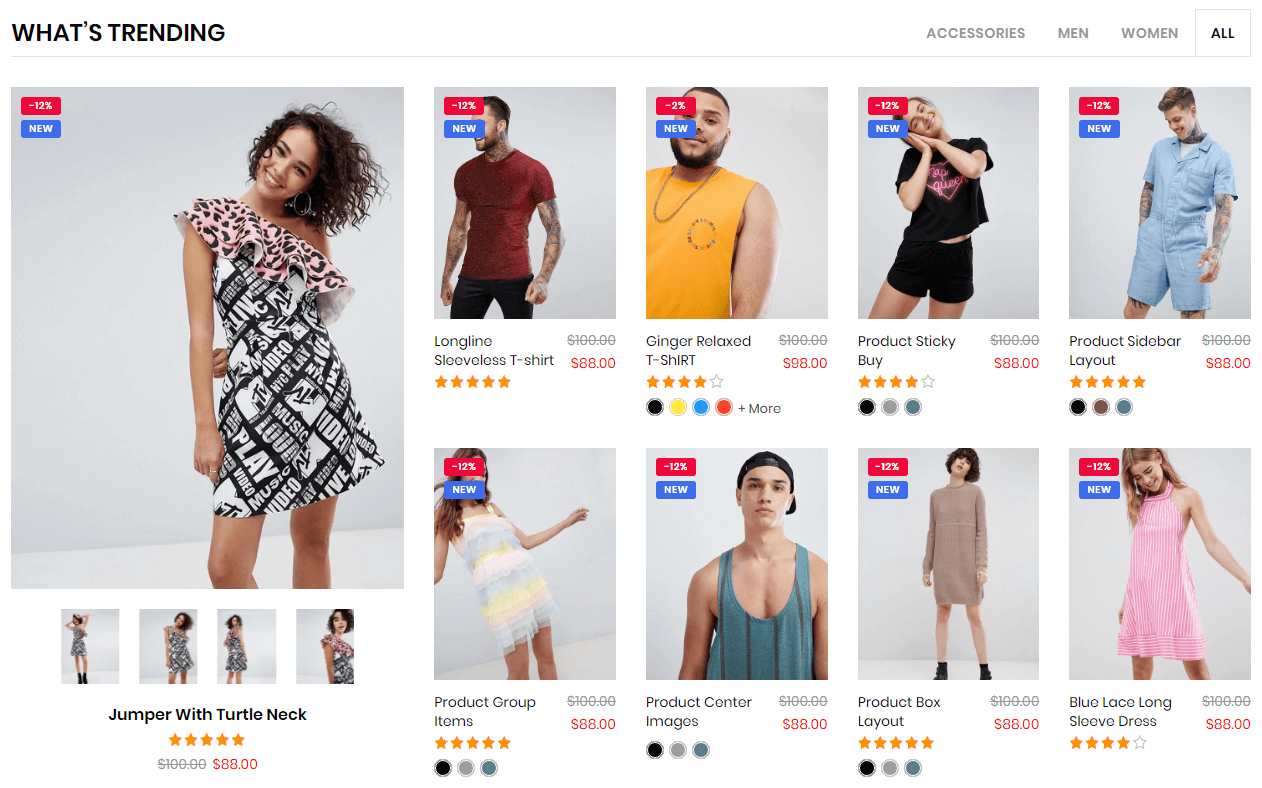 WHAT'S TRENDING
ACCESSORIES MEN WOMEN ALL
-12%
NEW
Jumper With Turtle Neck
$100.00 $88.00
-12%
NEW
Longline
Sleeveless T-shirt
$100.00
$88.00
-2%
NEW
Ginger Relaxed
T-ShIRT
$100.00
$98.00
+ More
-12%
NEW
queen
Product Sticky
Buy
$100.00
$88.00
-12%
NEW
Product Sidebar
Layout
$100.00
$88.00
-12%
NEW
Product Group
Items
$100.00
$88.00
-12%
NEW
Product Center
Images
$100.00
$88.00
-12%
NEW
Product Box
Layout
$100.00
$88.00
-12%
NEW
Blue Lace Long
Sleeve Dress
$100.00
$88.00